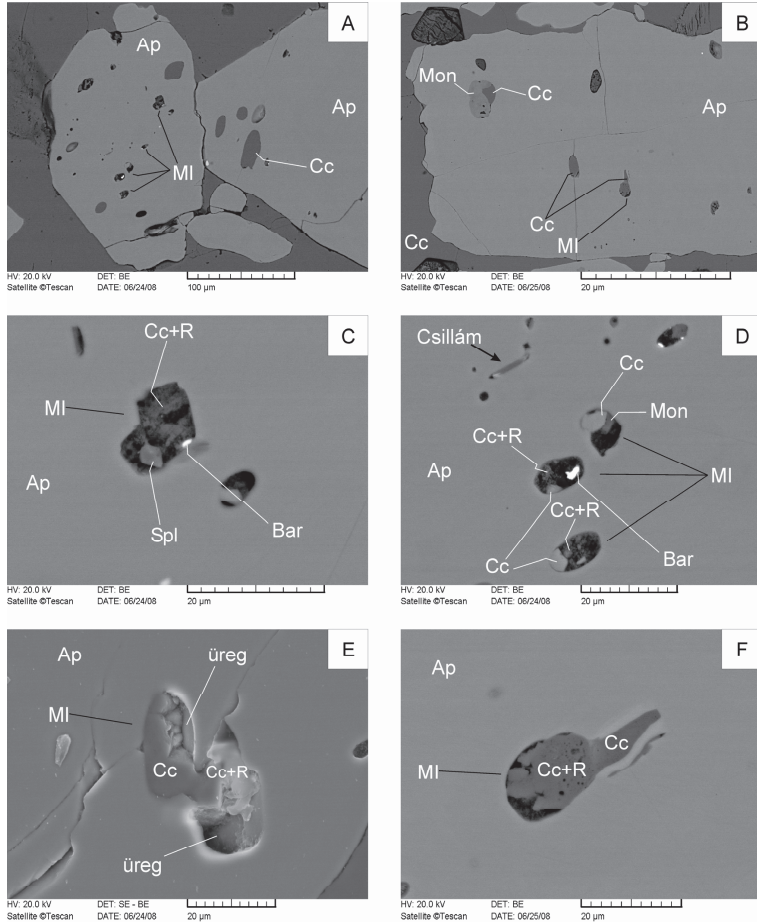 A
Ap
Ap
MI
Cc
HV: 20.0 kV DET: BE
Satellite ©Tescan DATE: 06/24/08 100 µm
B
Mon
Cc
Ap
Cc
MI
Cc
HV: 20.0 kV DET: BE
Satellite ©Tescan DATE: 06/25/08 20 µm
C
Cc+R
MI
Ap
Spl
Bar
HV: 20.0 kV DET: BE
Satellite ©Tescan DATE: 06/24/08 20 µm
D
Csillám
Cc
Mon
Cc+R
Ap
MI
Cc+R
Cc
Bar
HV: 20.0 kV DET: BE
Satellite ©Tescan DATE: 06/24/08 20 µm
E
Ap
üreg
MI
Cc
Cc+R
üreg
HV: 20.0 kV DET: SE - BE
Satellite ©Tescan DATE: 06/24/08 20 µm
F
Ap
Cc
Cc+R
MI
HV: 20.0 kV DET: BE
Satellite ©Tescan DATE: 06/25/08 20 µm